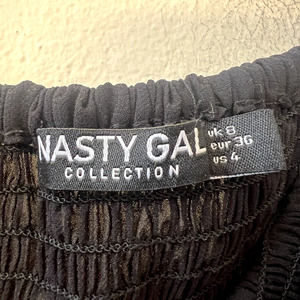 NASTY GAL
COLLECTION
uk 8
eur 36
us 4